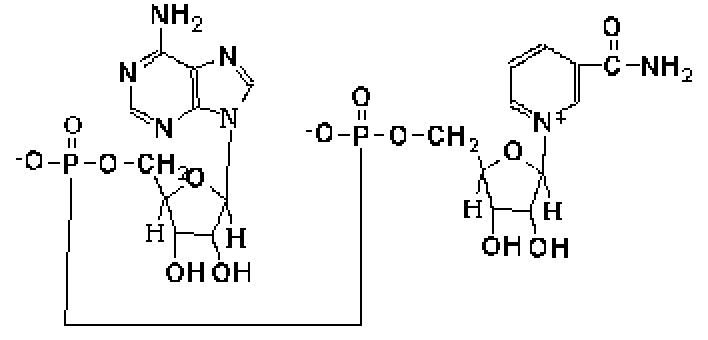 NH₂
O
N N C-NH₂
N N O N⁺
O ⁻O-P-O-CH₂ O
⁻O-P-O-CH₂ O
H H
H H OH OH
OH OH